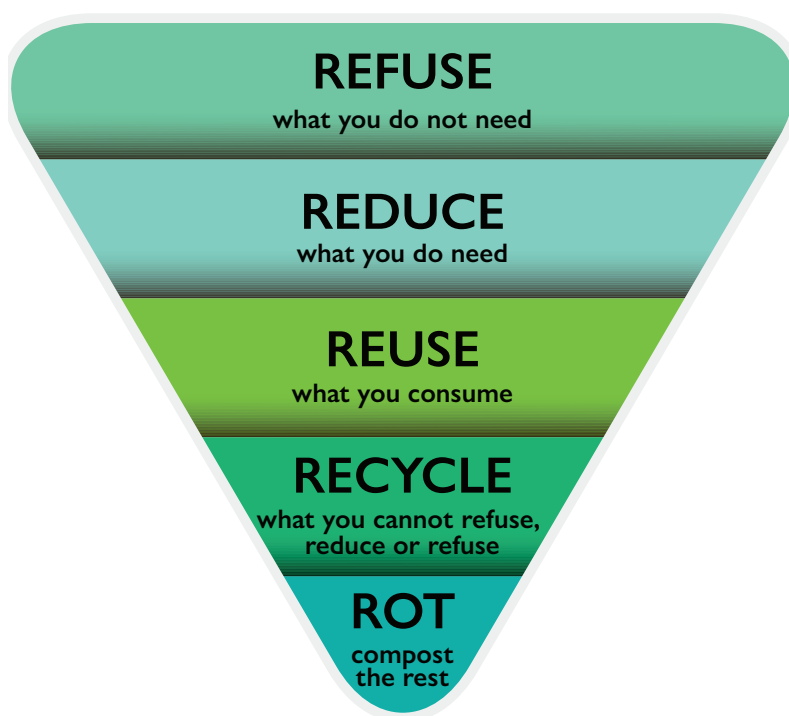 REFUSE
what you do not need
REDUCE
what you do need
REUSE
what you consume
RECYCLE
what you cannot refuse,
reduce or refuse
ROT
compost
the rest